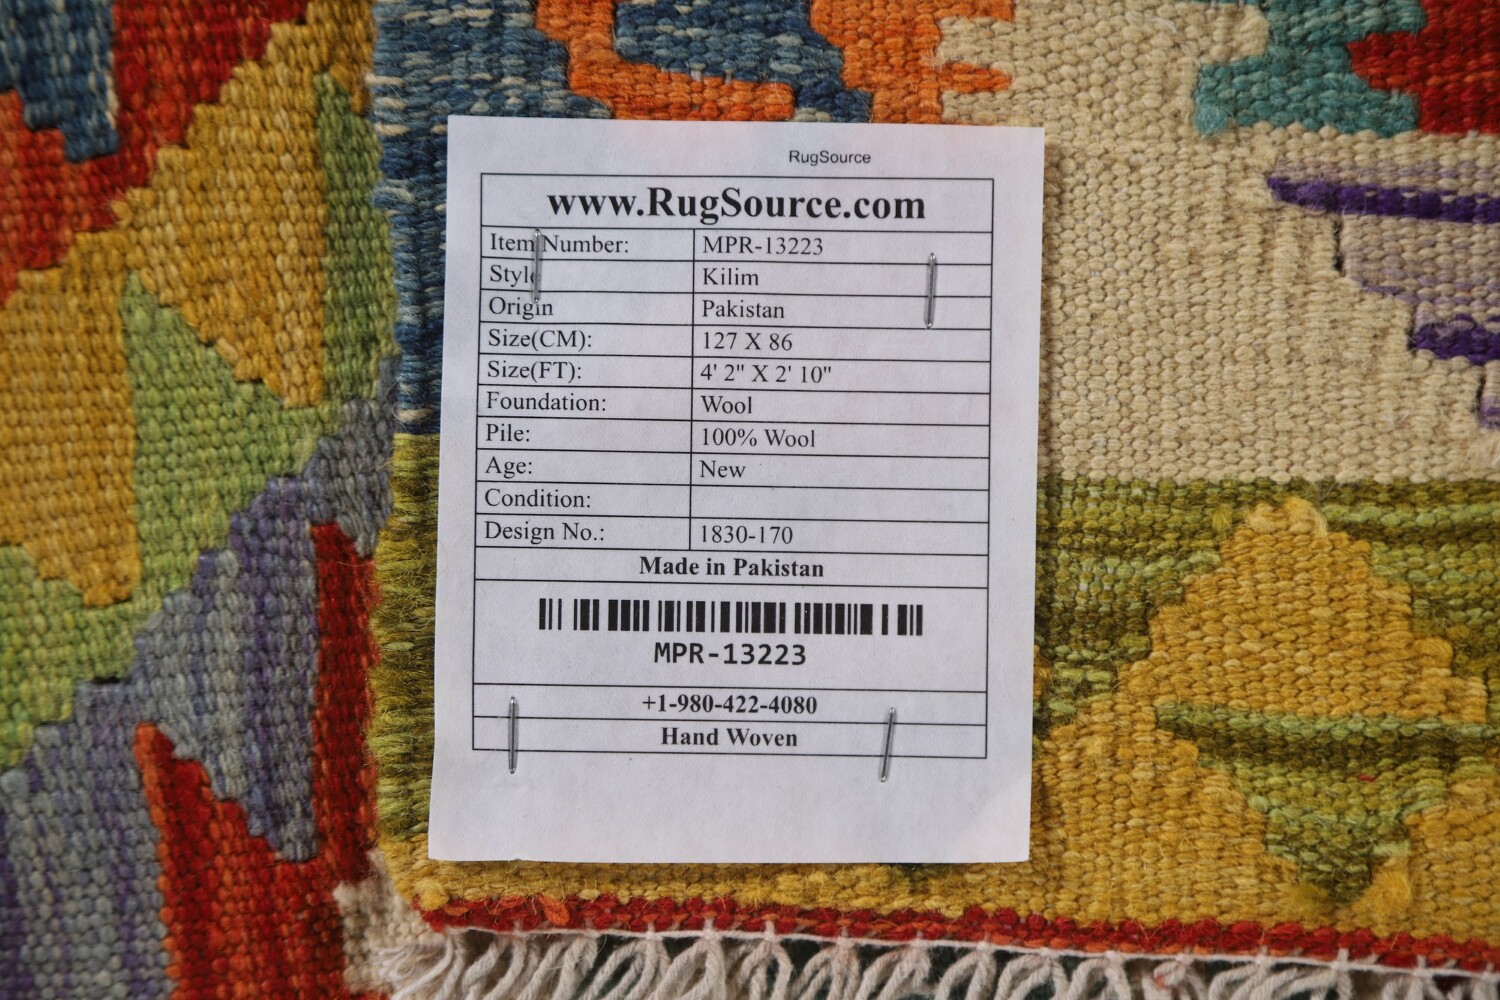 RugSource
www.RugSource.com
Item Number: MPR-13223
Style Kilim
Origin Pakistan
Size(CM): 127 X 86
Size(FT): 4' 2" X 2' 10"
Foundation: Wool
Pile: 100% Wool
Age: New
Condition:
Design No.: 1830-170
Made in Pakistan
MPR-13223
+1-980-422-4080
Hand Woven